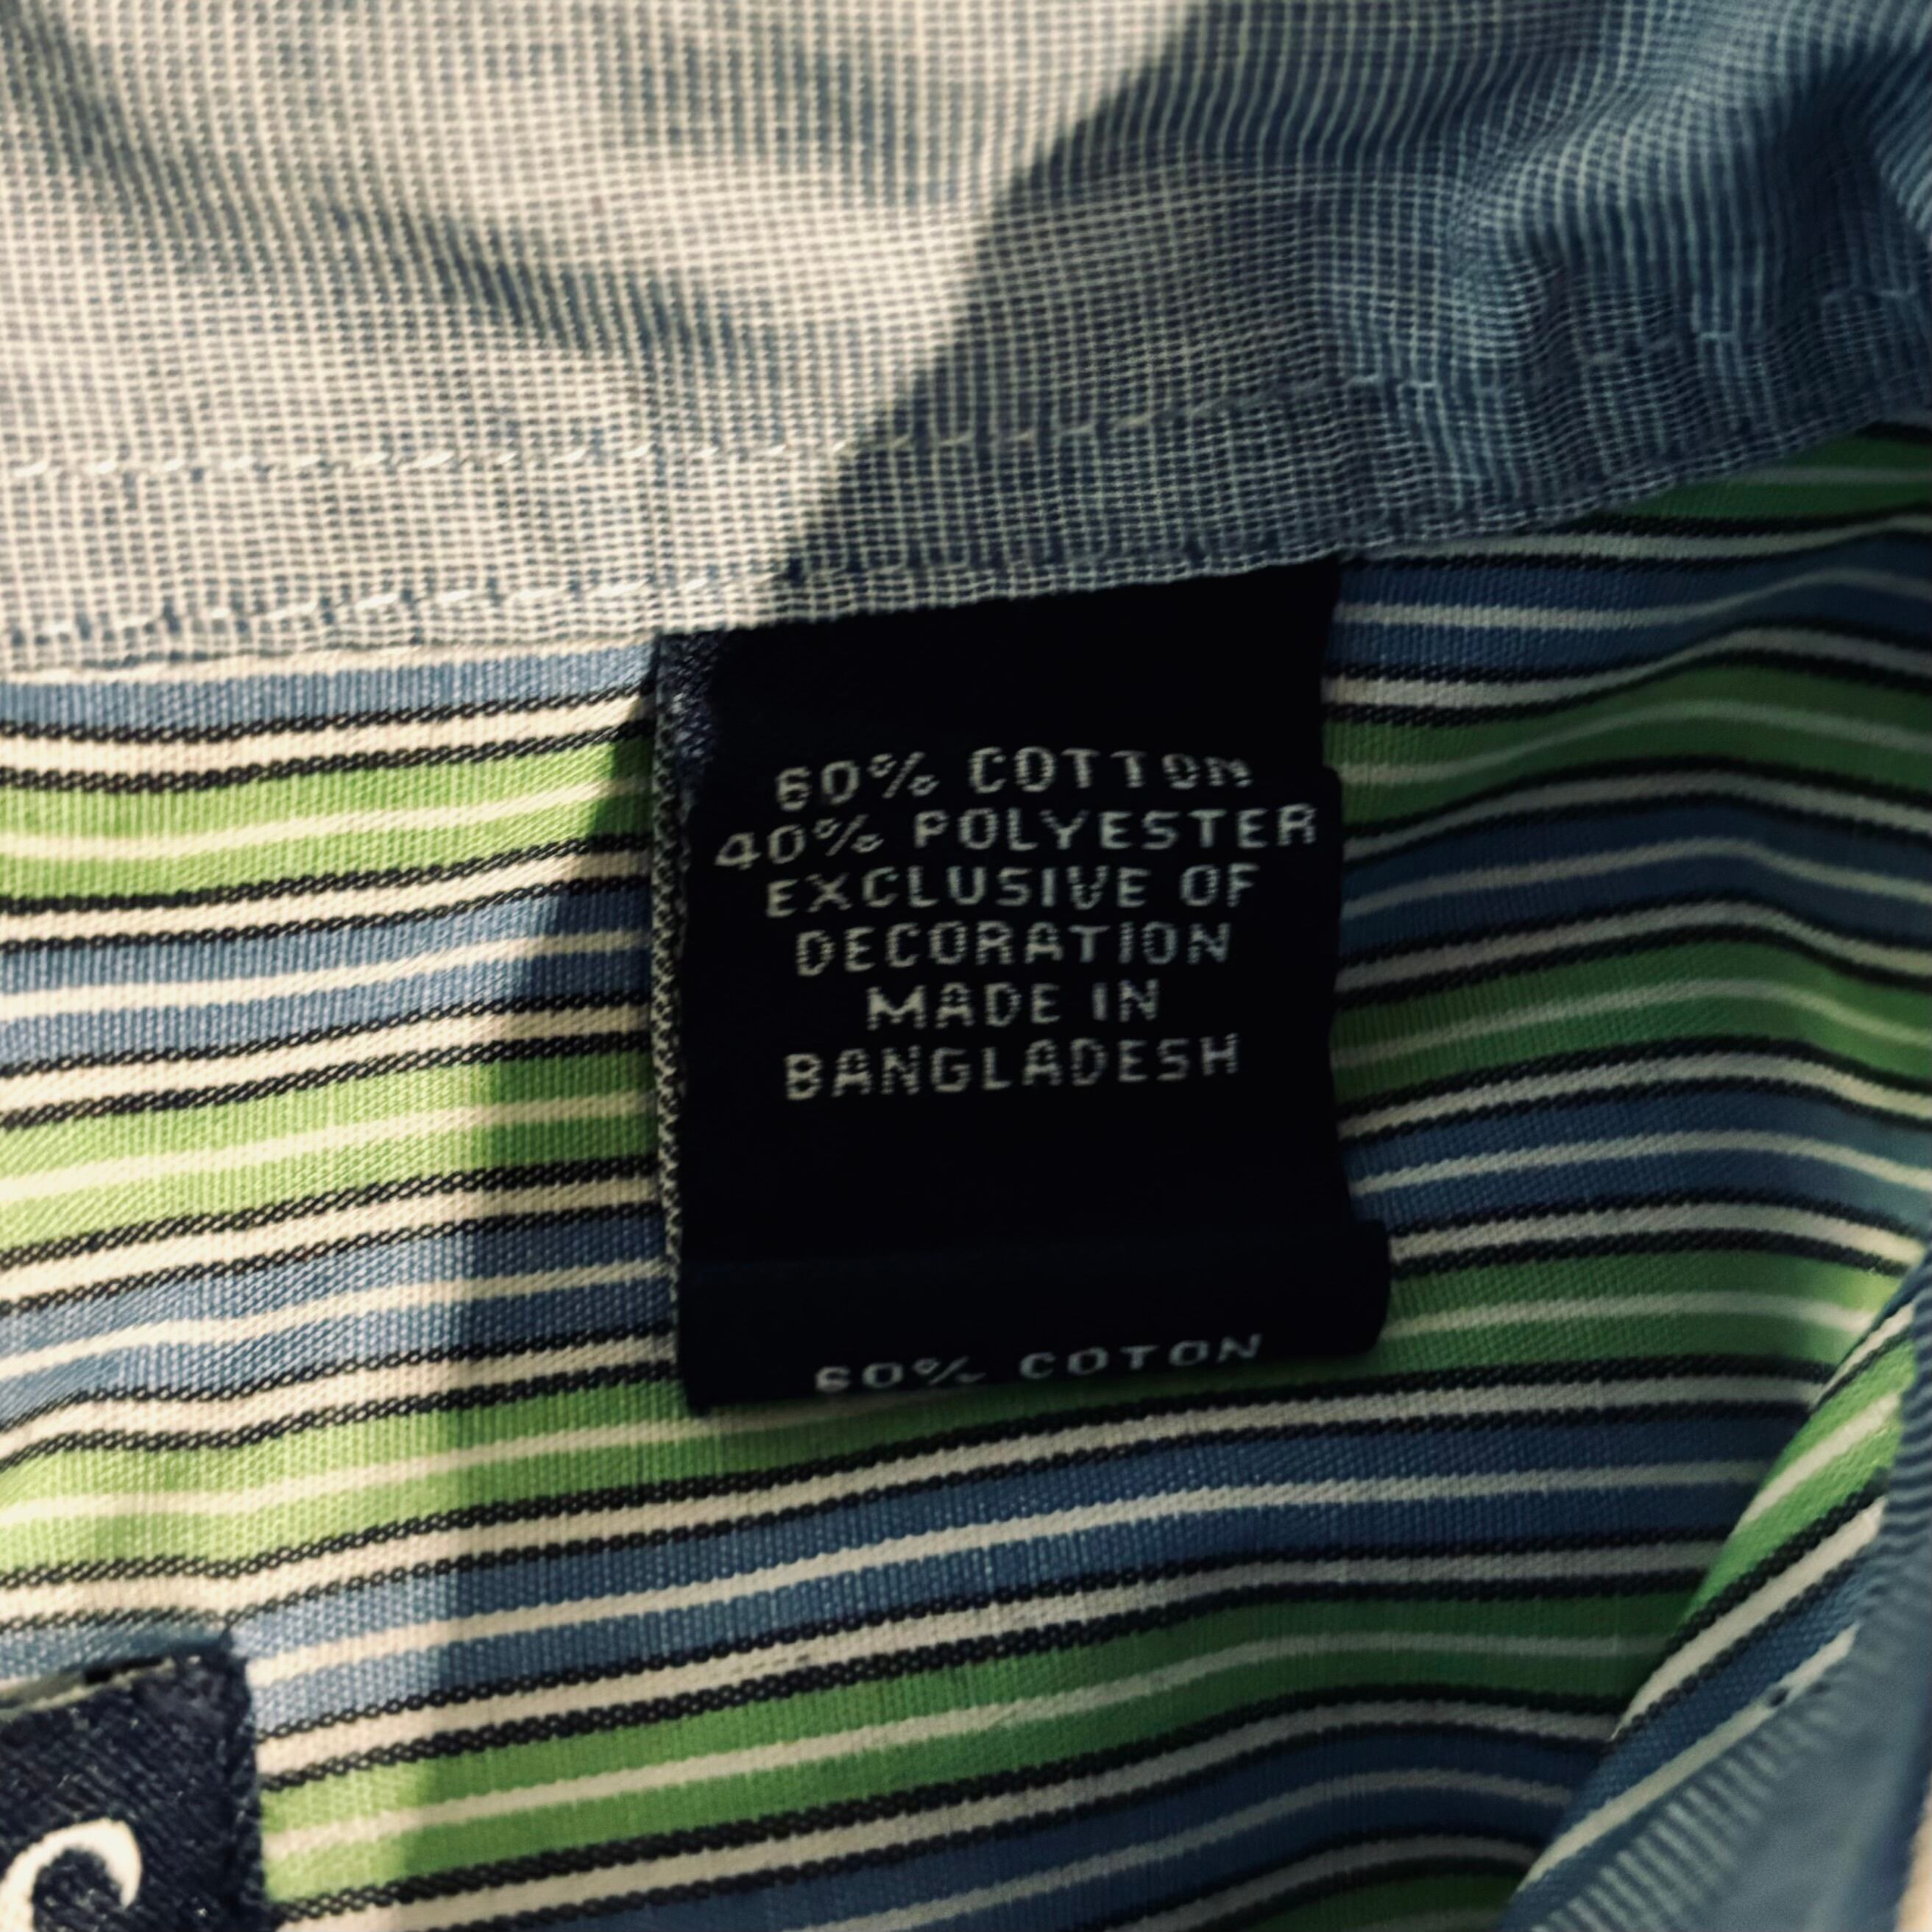 60% COTTON
40% POLYESTER
EXCLUSIVE OF
DECORATION
MADE IN
BANGLADESH
60% COTON